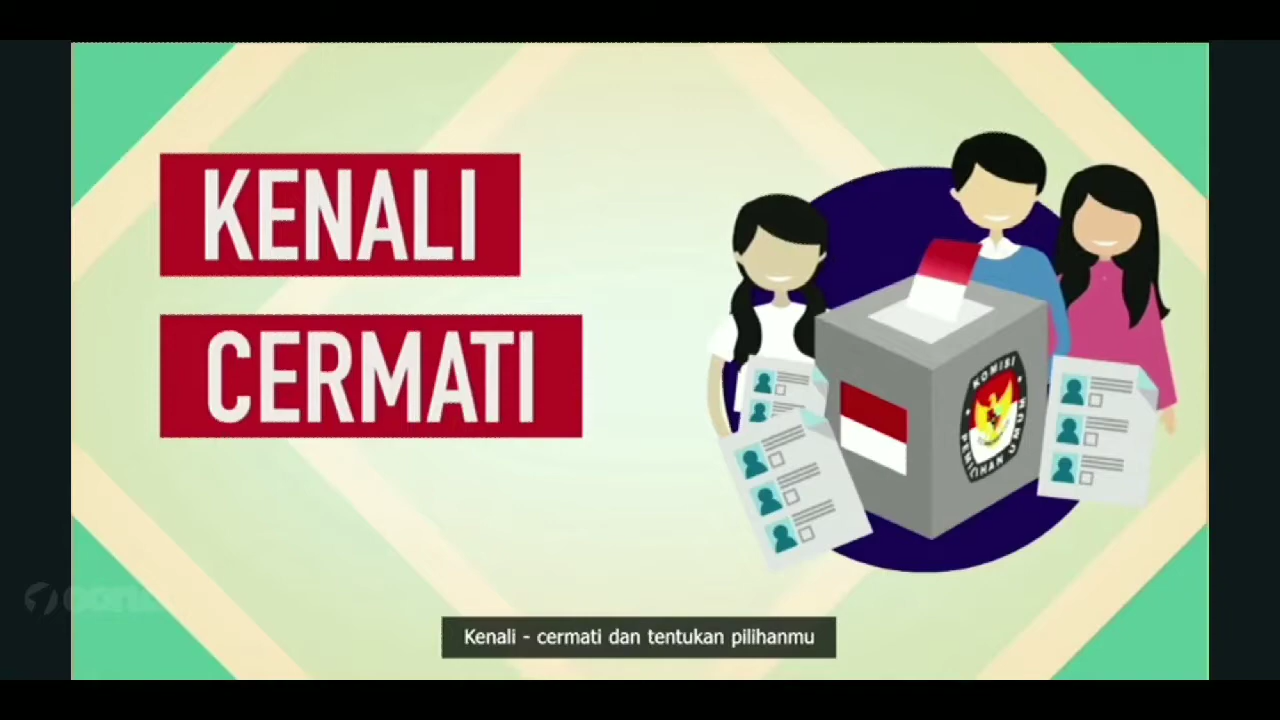 KENALI
CERMATI
KOMISI
PEMILIHAN UMUM
Kenali - cermati dan tentukan pilihanmu